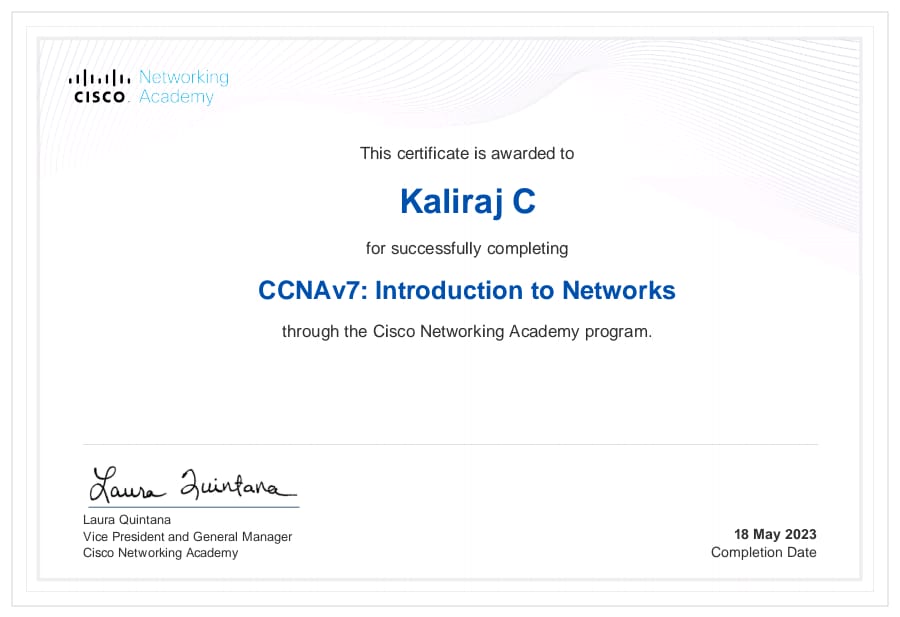 Networking
CISCO. Academy
This certificate is awarded to
Kaliraj C
for successfully completing
CCNAv7: Introduction to Networks
through the Cisco Networking Academy program.
Laura Quintana
Laura Quintana
Vice President and General Manager
Cisco Networking Academy
18 May 2023
Completion Date